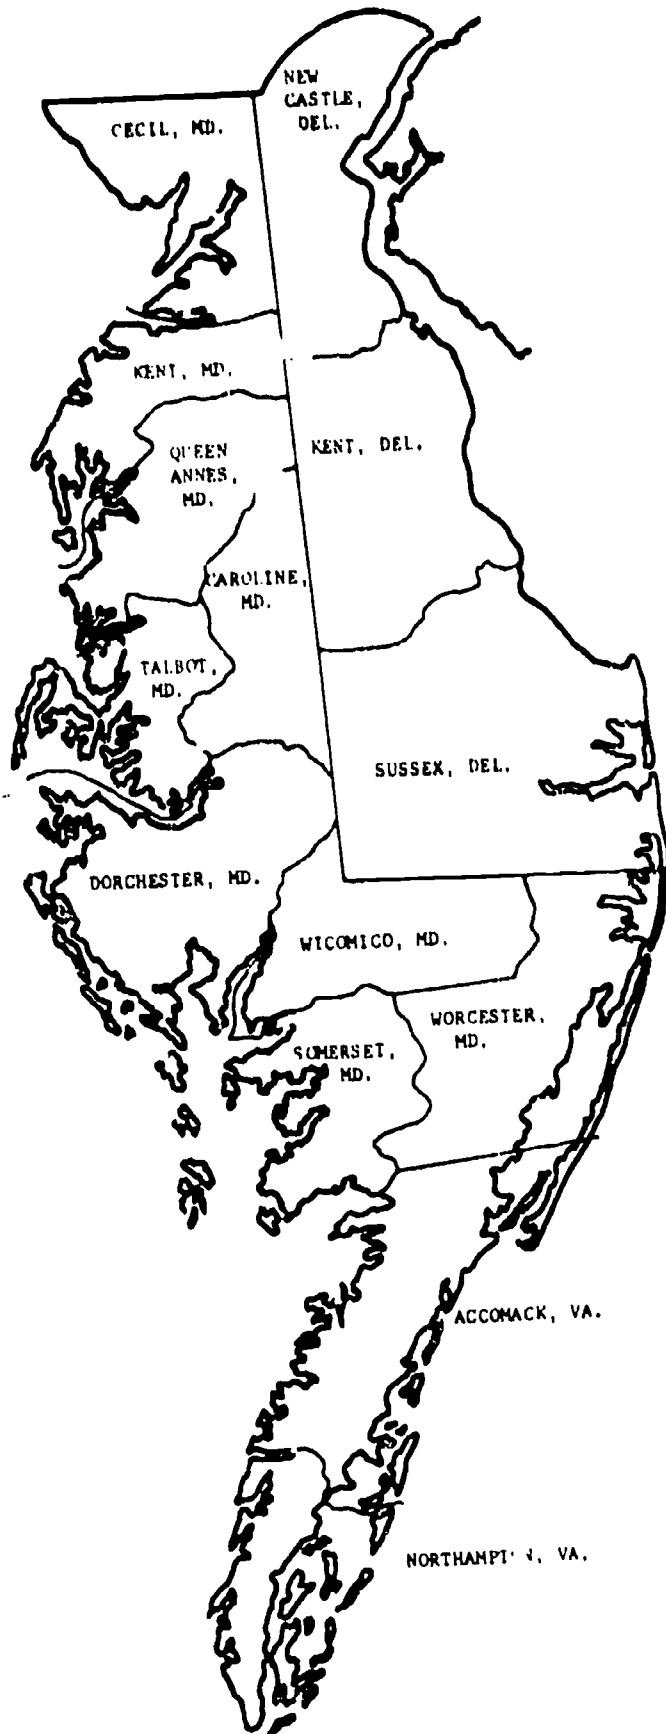 NEW
CASTLE,
DEL.
CECIL, MD.
KENT, MD.
QUEEN
ANNES,
MD.
KENT, DEL.
CAROLINE,
MD.
TALBOT,
MD.
SUSSEX, DEL.
DORCHESTER, MD.
WICOMICO, MD.
WORCESTER,
MD.
SOMERSET,
MD.
ACCOMACK, VA.
VA.